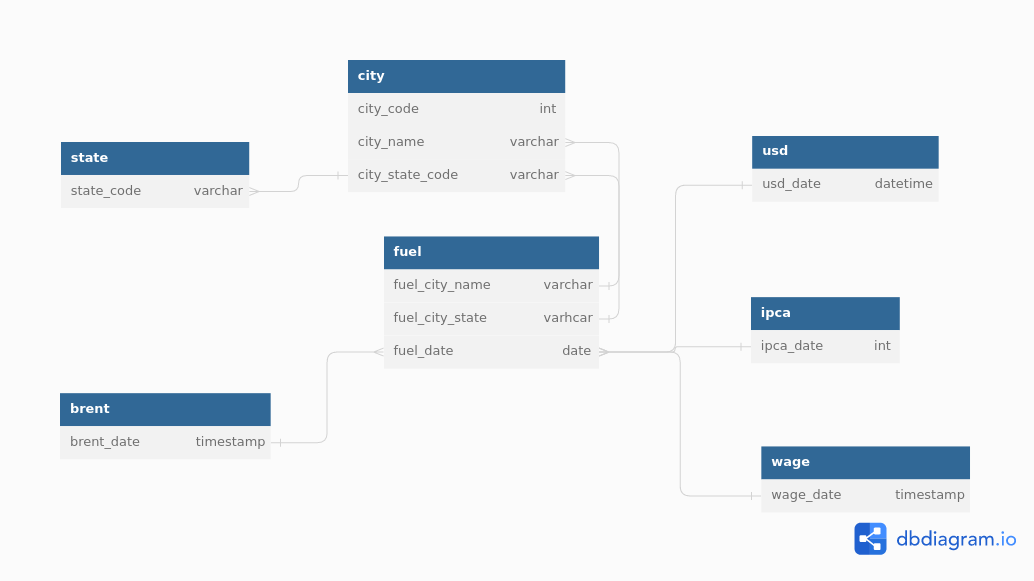 city
city_code int
city_name varchar
city_state_code varchar
state
state_code varchar
usd
usd_date datetime
fuel
fuel_city_name varchar
fuel_city_state varhcar
fuel_date date
ipca
ipca_date int
brent
brent_date timestamp
wage
wage_date timestamp
dbdiagram.io